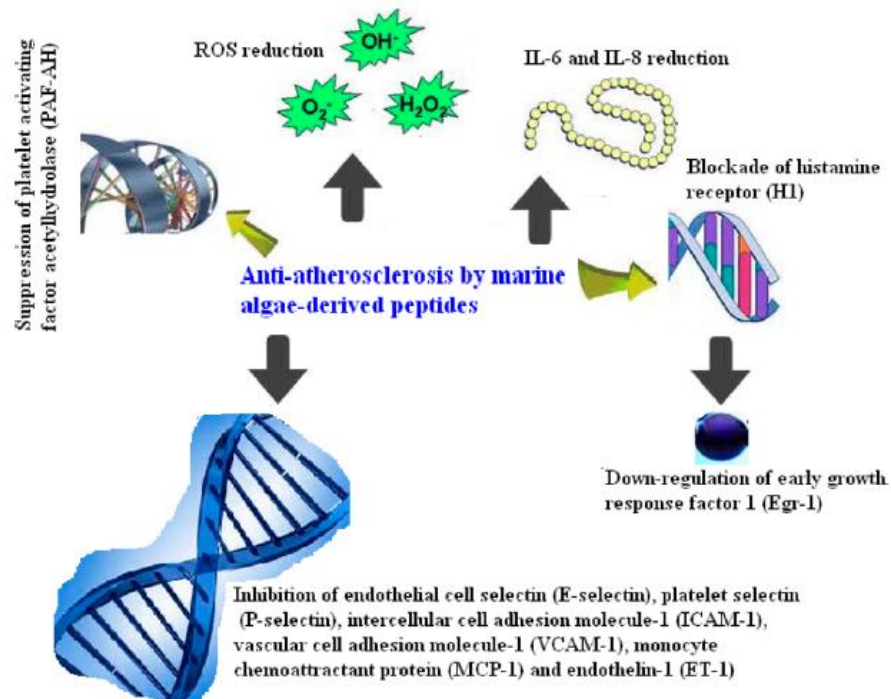 Suppression of platelet activating
factor acetylhydrolase (PAF-AH)
ROS reduction
OH-
O2-
H2O2
IL-6 and IL-8 reduction
Blockade of histamine
receptor (H1)
Anti-atherosclerosis by marine
algae-derived peptides
Down-regulation of early growth
response factor 1 (Egr-1)
Inhibition of endothelial cell selectin (E-selectin), platelet selectin
(P-selectin), intercellular cell adhesion molecule-1 (ICAM-1),
vascular cell adhesion molecule-1 (VCAM-1), monocyte
chemoattractant protein (MCP-1) and endothelin-1 (ET-1)